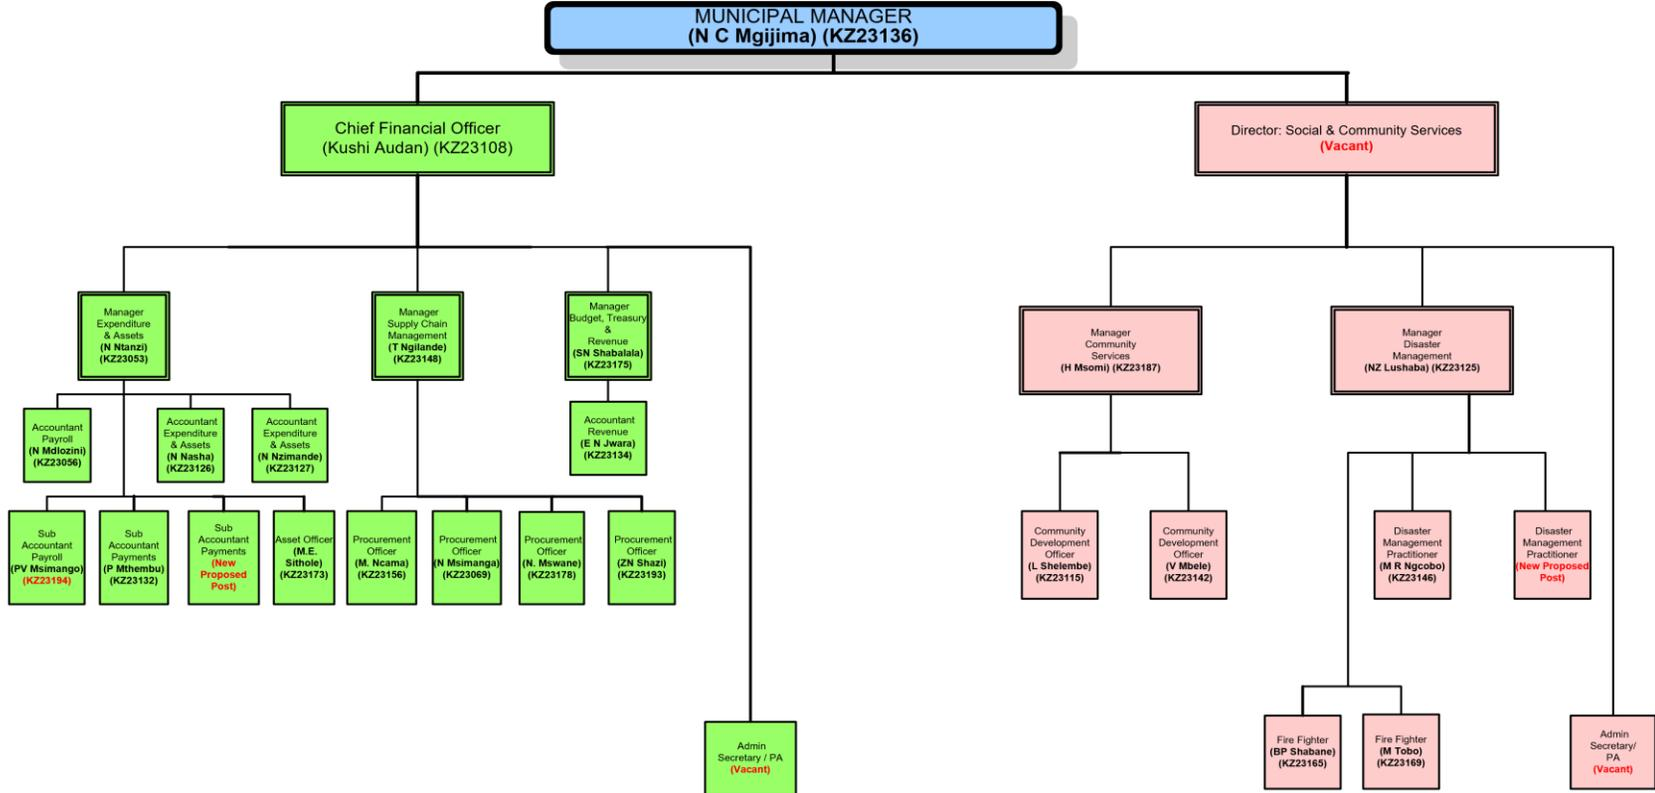 MUNICIPAL MANAGER
(N C Mgijima) (KZ23136)
Chief Financial Officer
(Kushi Audan) (KZ23108)
Director: Social & Community Services
(Vacant)
Manager
Expenditure
& Assets
(N Ntanzi)
(KZ23053)
Manager
Supply Chain
Management
(T Ngilande)
(KZ23148)
Manager
Budget, Treasury
&
Revenue
(SN Shabalala)
(KZ23175)
Manager
Community
Services
(H Msomi) (KZ23187)
Manager
Disaster
Management
(NZ Lushaba) (KZ23125)
Accountant
Payroll
(N Mdlozini)
(KZ23056)
Accountant
Expenditure
& Assets
(N Nasha)
(KZ23126)
Accountant
Expenditure
& Assets
(N Nzimande)
(KZ23127)
Accountant
Revenue
(E N Jwara)
(KZ23134)
Sub
Accountant
Payroll
(PV Msimango)
(KZ23194)
Sub
Accountant
Payments
(P Mthembu)
(KZ23132)
Sub
Accountant
Payments
(New
Proposed
Post)
Asset Officer
(M.E.
Sithole)
(KZ23173)
Procurement
Officer
(M. Ncama)
(KZ23156)
Procurement
Officer
(N Msimanga)
(KZ23069)
Procurement
Officer
(N. Mswane)
(KZ23178)
Procurement
Officer
(ZN Shazi)
(KZ23193)
Community
Development
Officer
(L Shelembe)
(KZ23115)
Community
Development
Officer
(V Mbele)
(KZ23142)
Disaster
Management
Practitioner
(M R Ngcobo)
(KZ23146)
Disaster
Management
Practitioner
(New Proposed
Post)
Admin
Secretary / PA
(Vacant)
Fire Fighter
(BP Shabane)
(KZ23165)
Fire Fighter
(M Tobo)
(KZ23169)
Admin
Secretary/
PA
(Vacant)